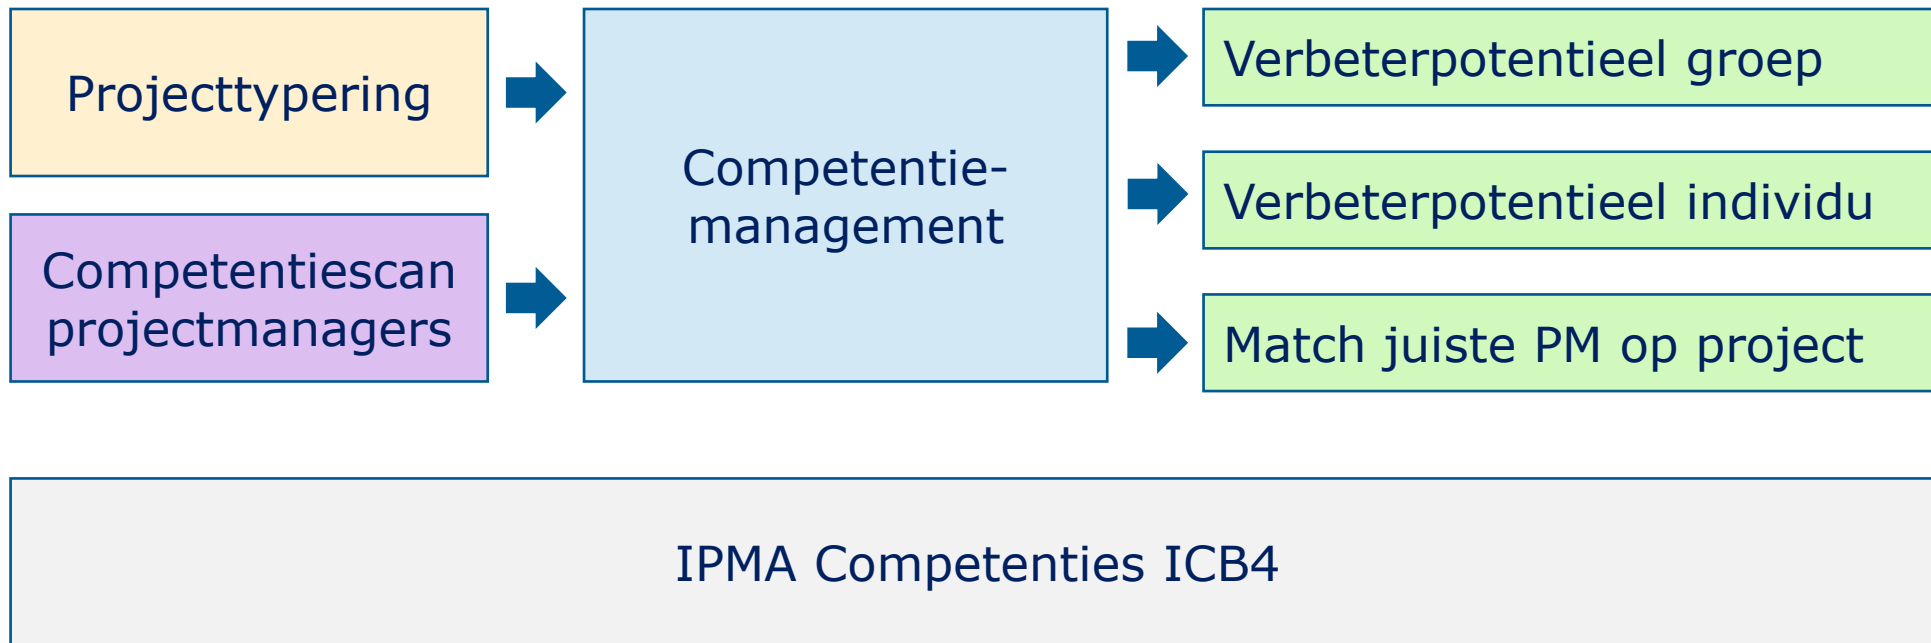 Projecttypering
Competentiescan
projectmanagers
Competentie-
management
Verbeterpotentieel groep
Verbeterpotentieel individu
Match juiste PM op project
IPMA Competenties ICB4